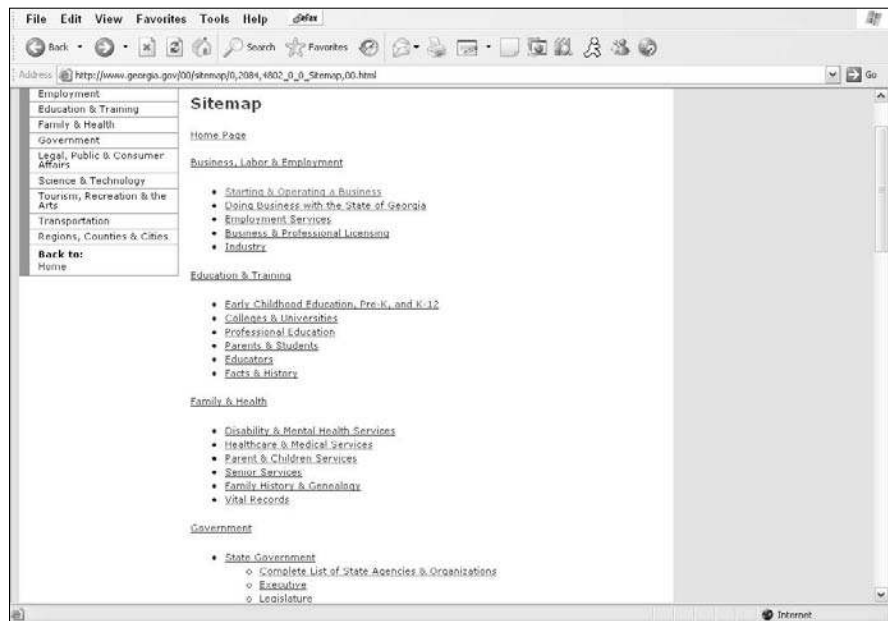 File Edit View Favorites Tools Help eFax
Back Search Favorites
Address http://www.georgia.gov/00/sitemap/0,2084,4802_0_0_Sitemap,00.html Go
Employment
Education & Training
Family & Health
Government
Legal, Public & Consumer
Affairs
Science & Technology
Tourism, Recreation & the
Arts
Transportation
Regions, Counties & Cities
Back to:
Home
Sitemap
Home Page
Business, Labor & Employment
• Starting & Operating a Business
• Doing Business with the State of Georgia
• Employment Services
• Business & Professional Licensing
• Industry
Education & Training
• Early Childhood Education, Pre-K, and K-12
• Colleges & Universities
• Professional Education
• Parents & Students
• Educators
• Facts & History
Family & Health
• Disability & Mental Health Services
• Healthcare & Medical Services
• Parent & Children Services
• Senior Services
• Family History & Genealogy
• Vital Records
Government
• State Government
o Complete List of State Agencies & Organizations
o Executive
o Legislature
Internet